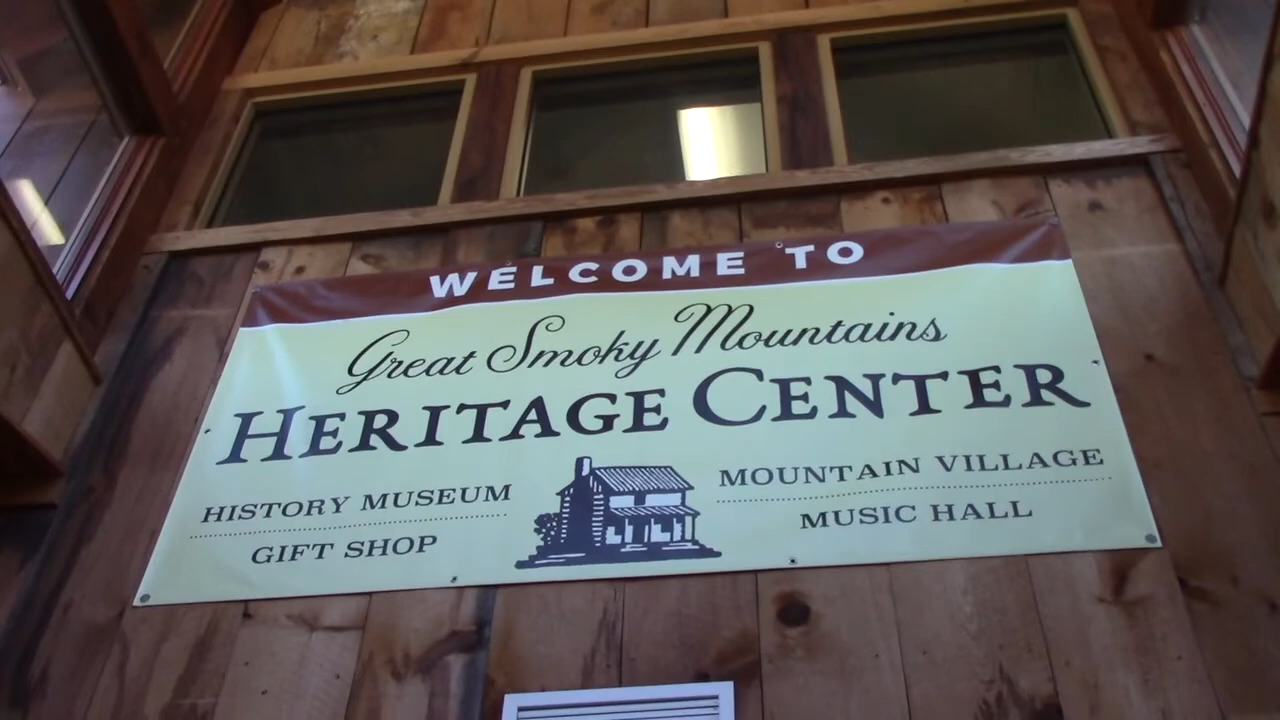 WELCOME TO
Great Smoky Mountains
HERITAGE CENTER
HISTORY MUSEUM
GIFT SHOP
MOUNTAIN VILLAGE
MUSIC HALL